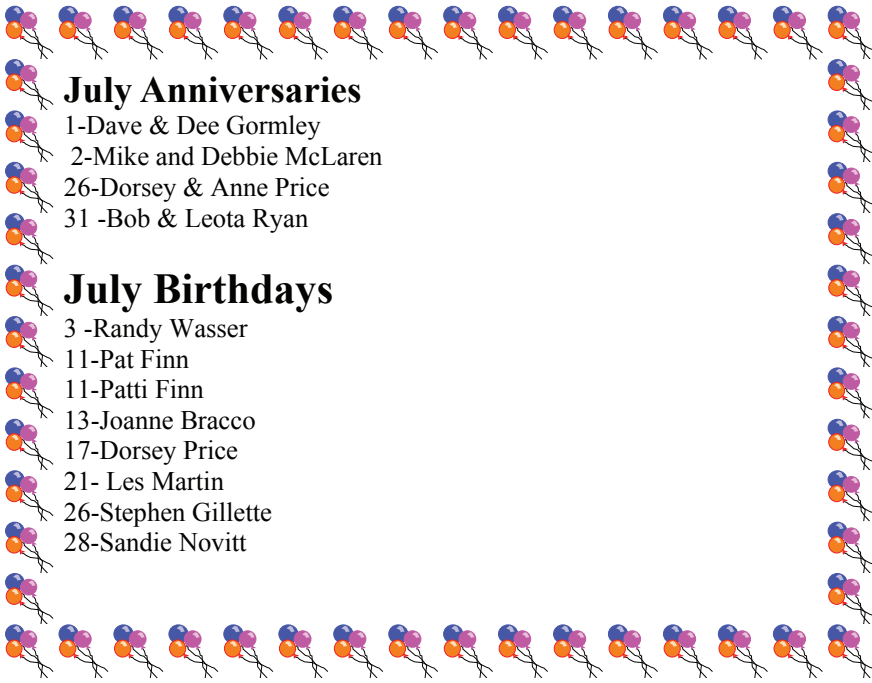 July Anniversaries
1-Dave & Dee Gormley
2-Mike and Debbie McLaren
26-Dorsey & Anne Price
31 -Bob & Leota Ryan
July Birthdays
3 -Randy Wasser
11-Pat Finn
11-Patti Finn
13-Joanne Bracco
17-Dorsey Price
21- Les Martin
26-Stephen Gillette
28-Sandie Novitt